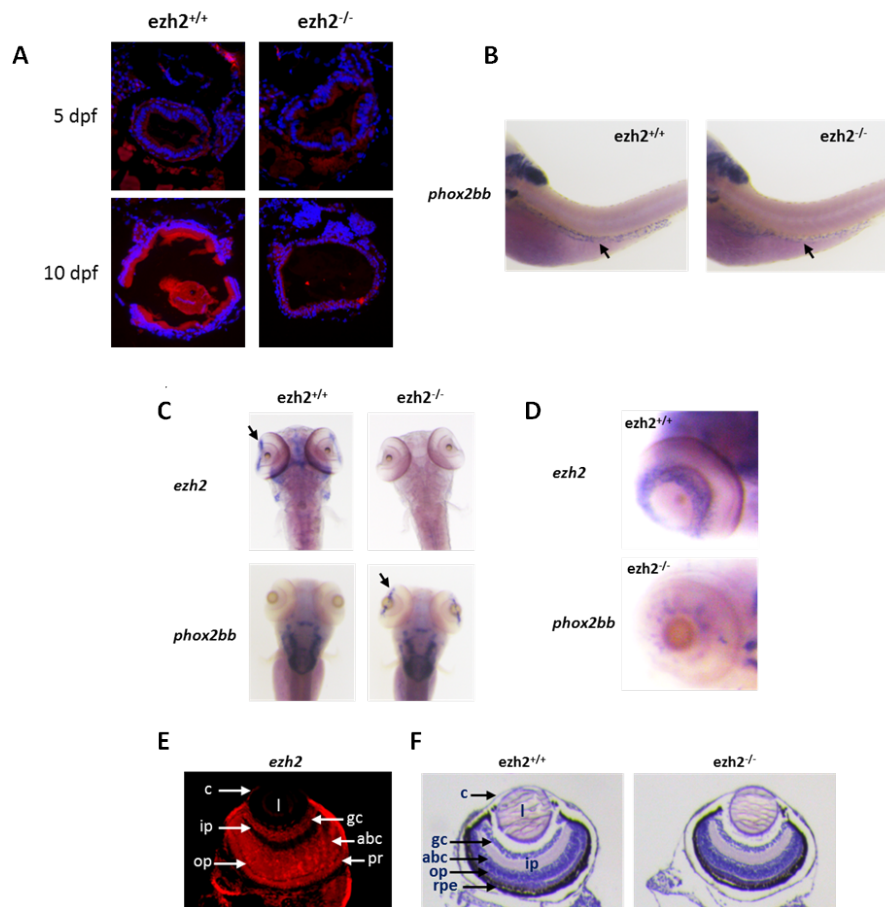 ezh2+/+ ezh2-/-
A
5 dpf
10 dpf
B
ezh2+/+ ezh2-/-
phox2bb
C
ezh2+/+ ezh2-/-
ezh2
phox2bb
D
ezh2+/+
ezh2
ezh2-/-
phox2bb
E
ezh2
c
l
ip
gc
abc
op
pr
F
ezh2+/+ ezh2-/-
c
l
gc
abc
ip
op
rpe